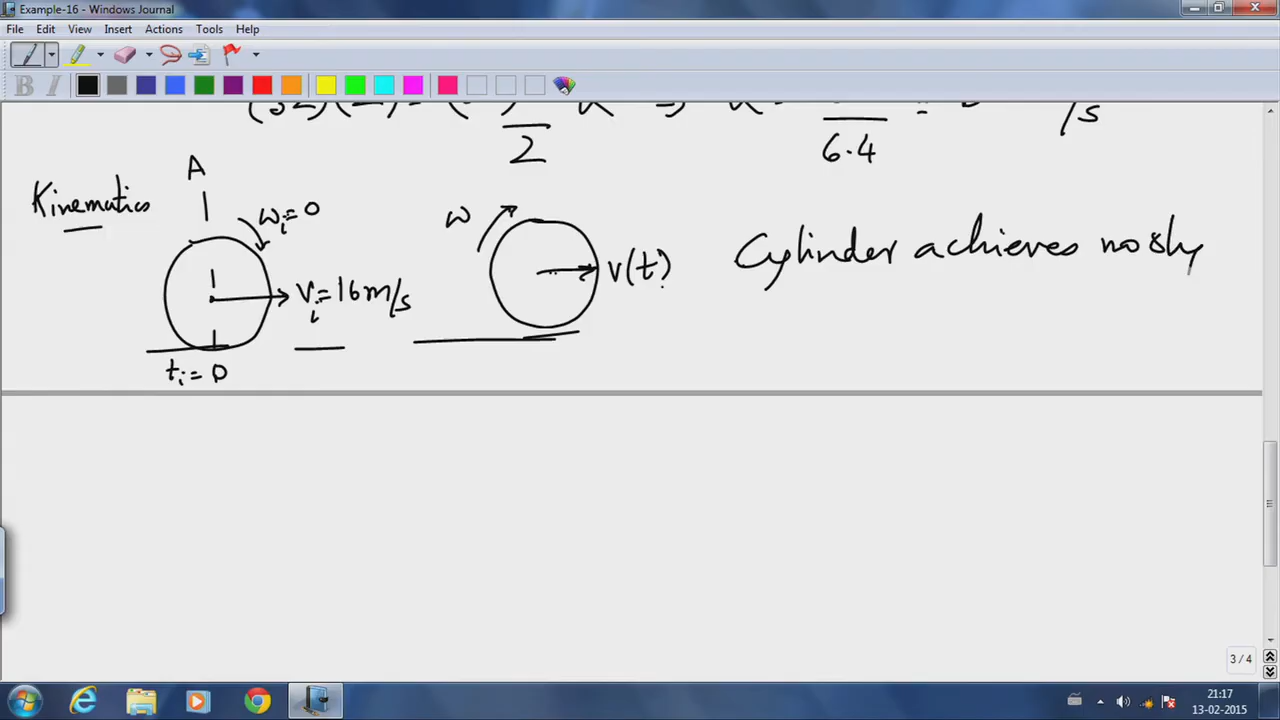 Example-16 - Windows Journal
File Edit View Insert Actions Tools Help
B I
2
6.4
/s
Kinematics
A
ωi=0
vi=16m/s
ti=0
ω
v(t)
Cylinder achieves no slip
3 / 4
21:17
13-02-2015